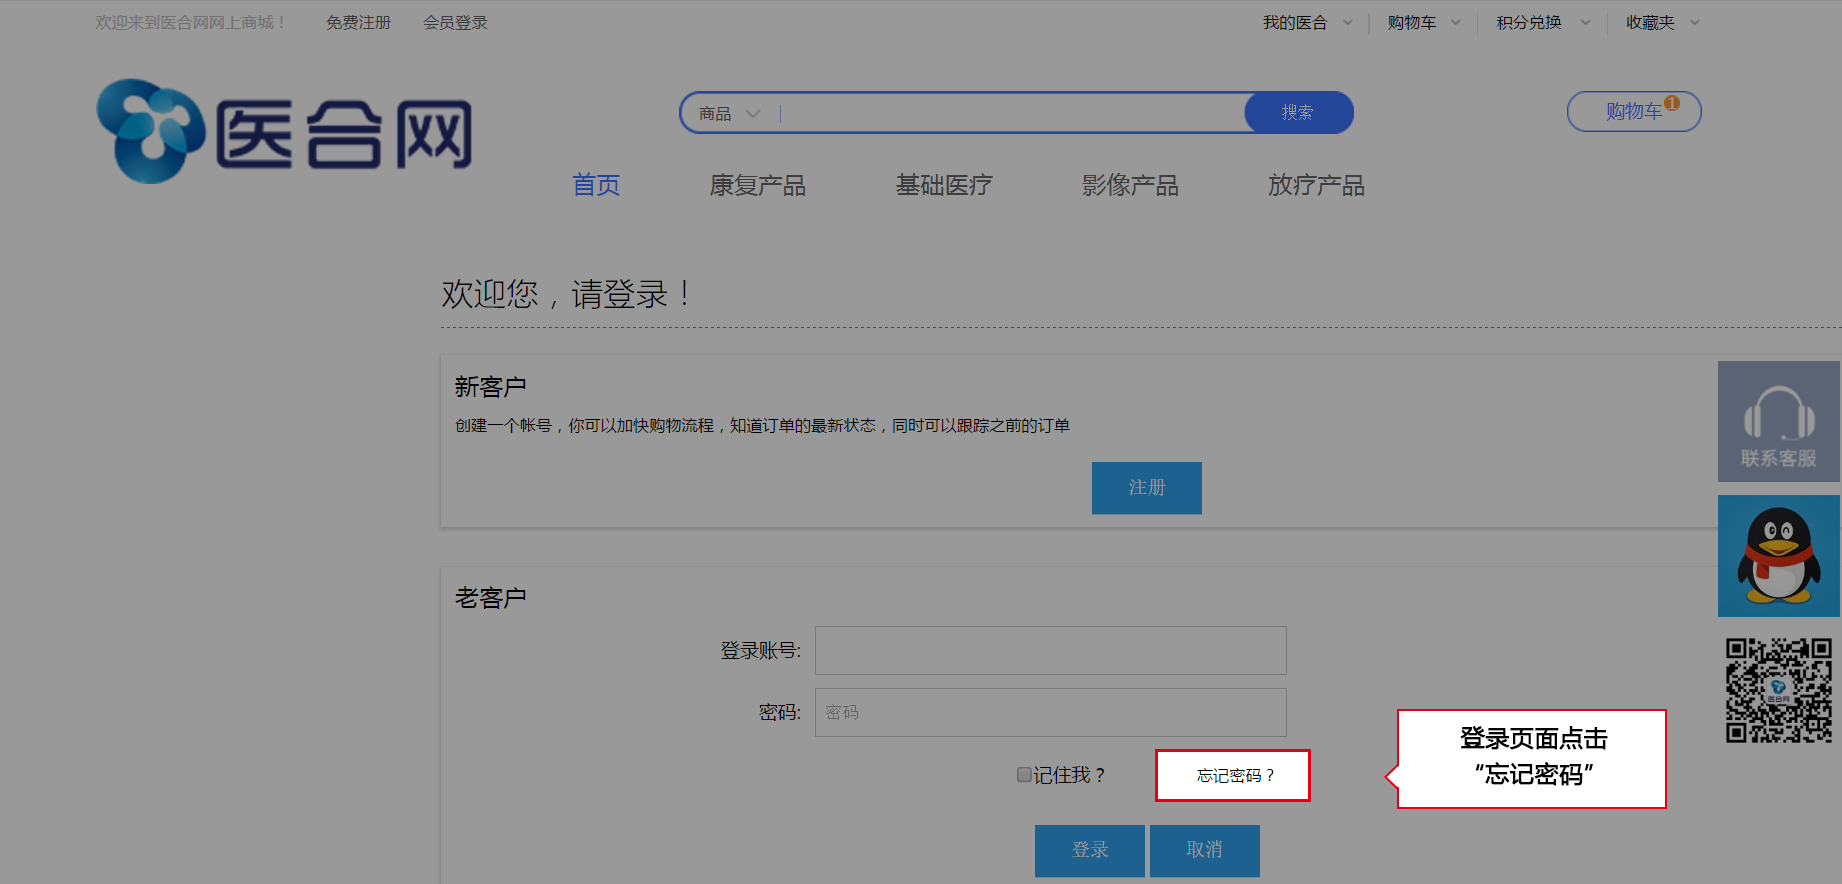 欢迎来到医合网网上商城！ 免费注册 会员登录 我的医合 购物车 积分兑换 收藏夹
医合网
商品 搜索 购物车 1
首页 康复产品 基础医疗 影像产品 放疗产品
欢迎您，请登录！
新客户
创建一个帐号，你可以加快购物流程，知道订单的最新状态，同时可以跟踪之前的订单
注册
联系客服
老客户
登录账号:
密码: 密码
医合网
记住我？ 忘记密码？
登录页面点击
“忘记密码”
登录 取消